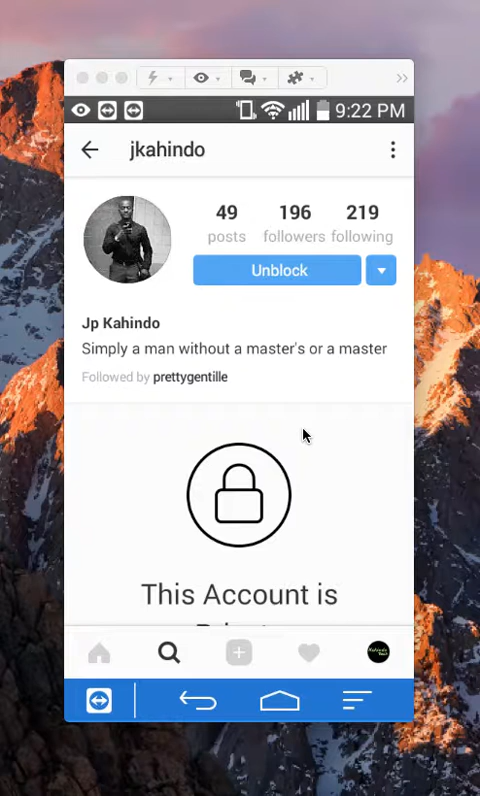 9:22 PM
jkahindo
49 196 219
posts followers following
Unblock
Jp Kahindo
Simply a man without a master's or a master
Followed by prettygentille
This Account is